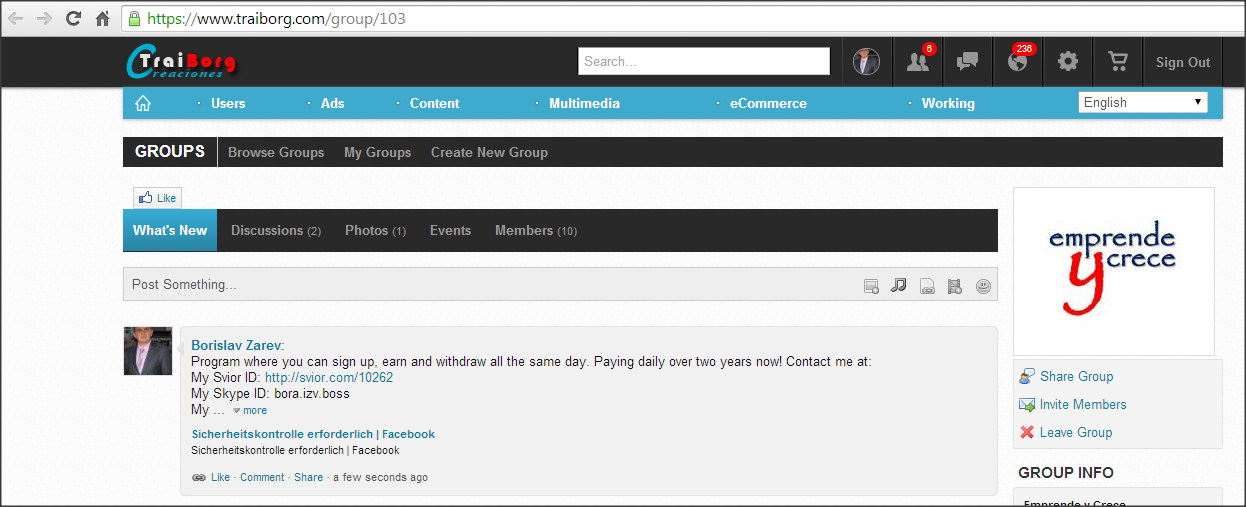 https://www.traiborg.com/group/103
TraiBorg
Creaciones
Search...
6
236
Sign Out
Users
Ads
Content
Multimedia
eCommerce
Working
English
GROUPS
Browse Groups
My Groups
Create New Group
Like
What's New
Discussions (2)
Photos (1)
Events
Members (10)
Post Something...
Borislav Zarev:
Program where you can sign up, earn and withdraw all the same day. Paying daily over two years now! Contact me at:
My Svior ID: http://svior.com/10262
My Skype ID: bora.izv.boss
My ... more
Sicherheitskontrolle erforderlich | Facebook
Sicherheitskontrolle erforderlich | Facebook
Like · Comment · Share · a few seconds ago
emprende
y crece
Share Group
Invite Members
Leave Group
GROUP INFO
Emprende y Crece